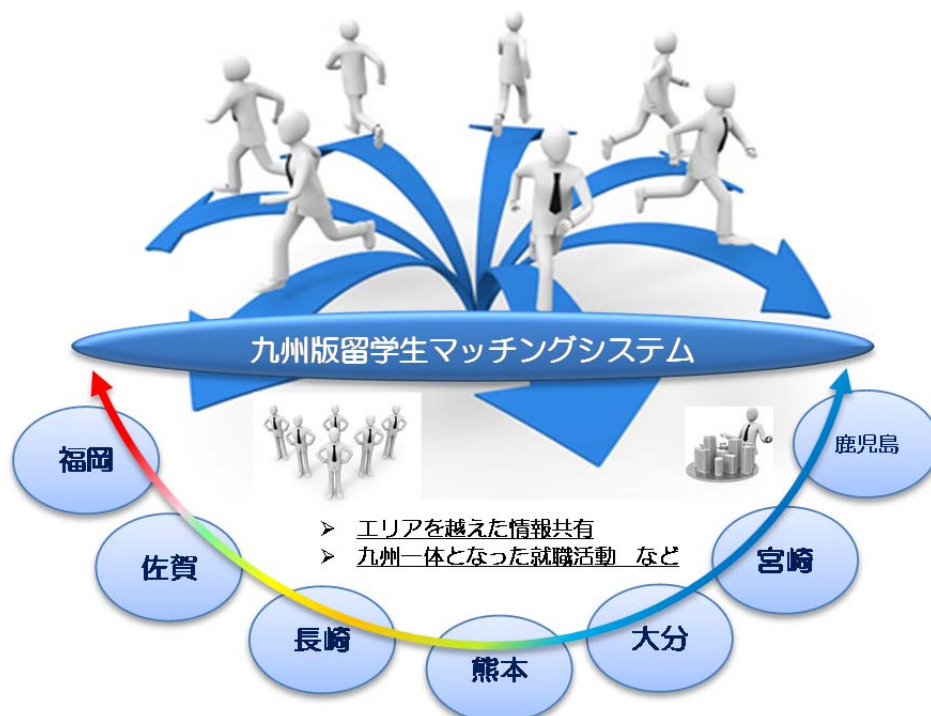 九州版留学生マッチングシステム
福岡
鹿児島
➢ エリアを越えた情報共有
➢ 九州一体となった就職活動　など
佐賀
宮崎
長崎
大分
熊本